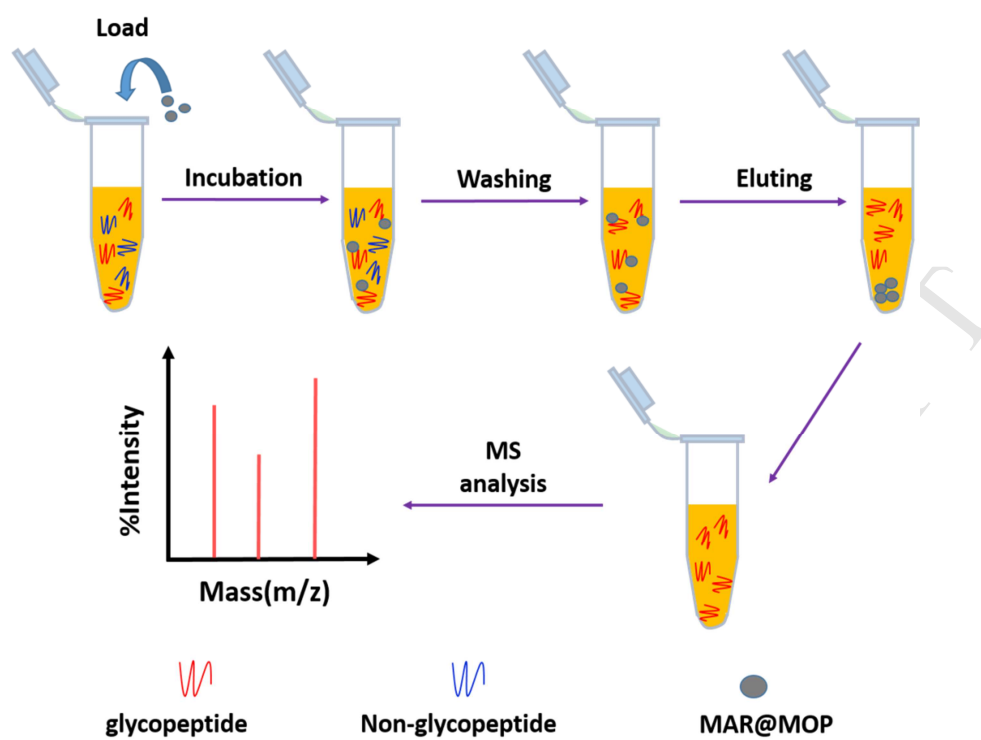 Load
Incubation
Washing
Eluting
%Intensity
Mass(m/z)
MS
analysis
glycopeptide
Non-glycopeptide
MAR@MOP